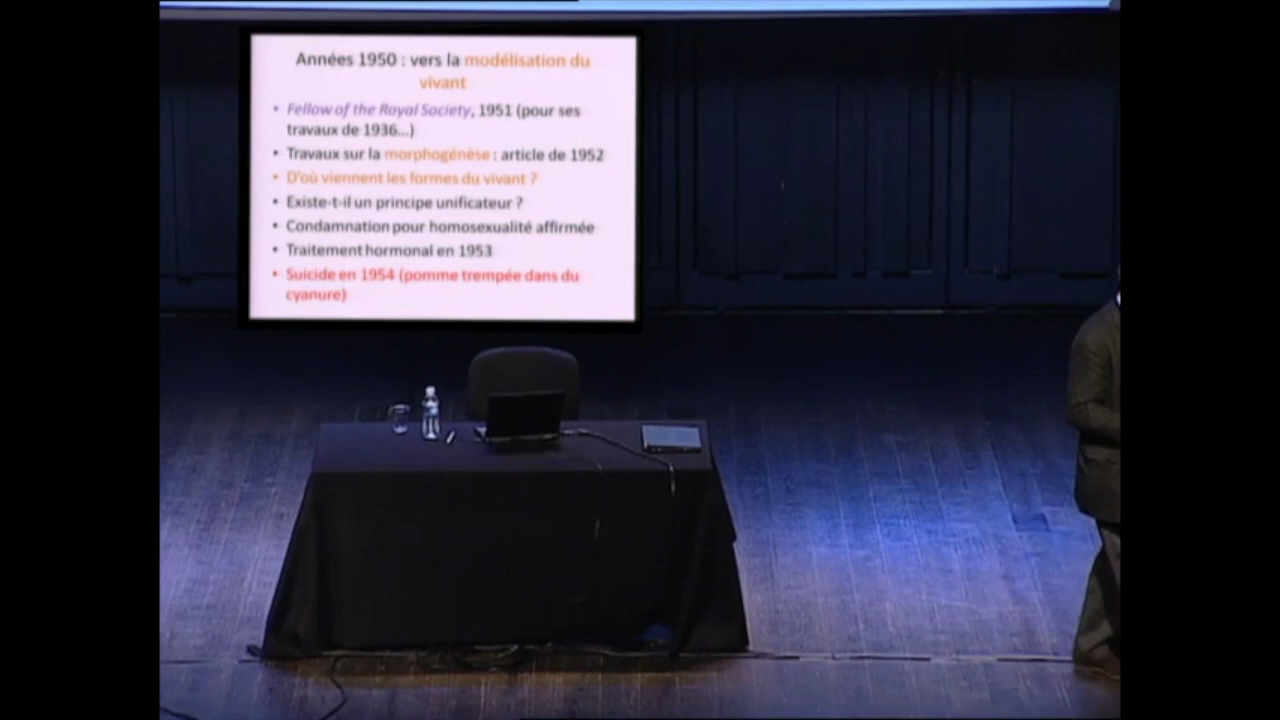 Années 1950 : vers la modélisation du
vivant
• Fellow of the Royal Society, 1951 (pour ses
travaux de 1936...)
• Travaux sur la morphogénèse : article de 1952
• D'où viennent les formes du vivant ?
• Existe-t-il un principe unificateur ?
• Condamnation pour homosexualité affirmée
• Traitement hormonal en 1953
• Suicide en 1954 (pomme trempée dans du
cyanure)